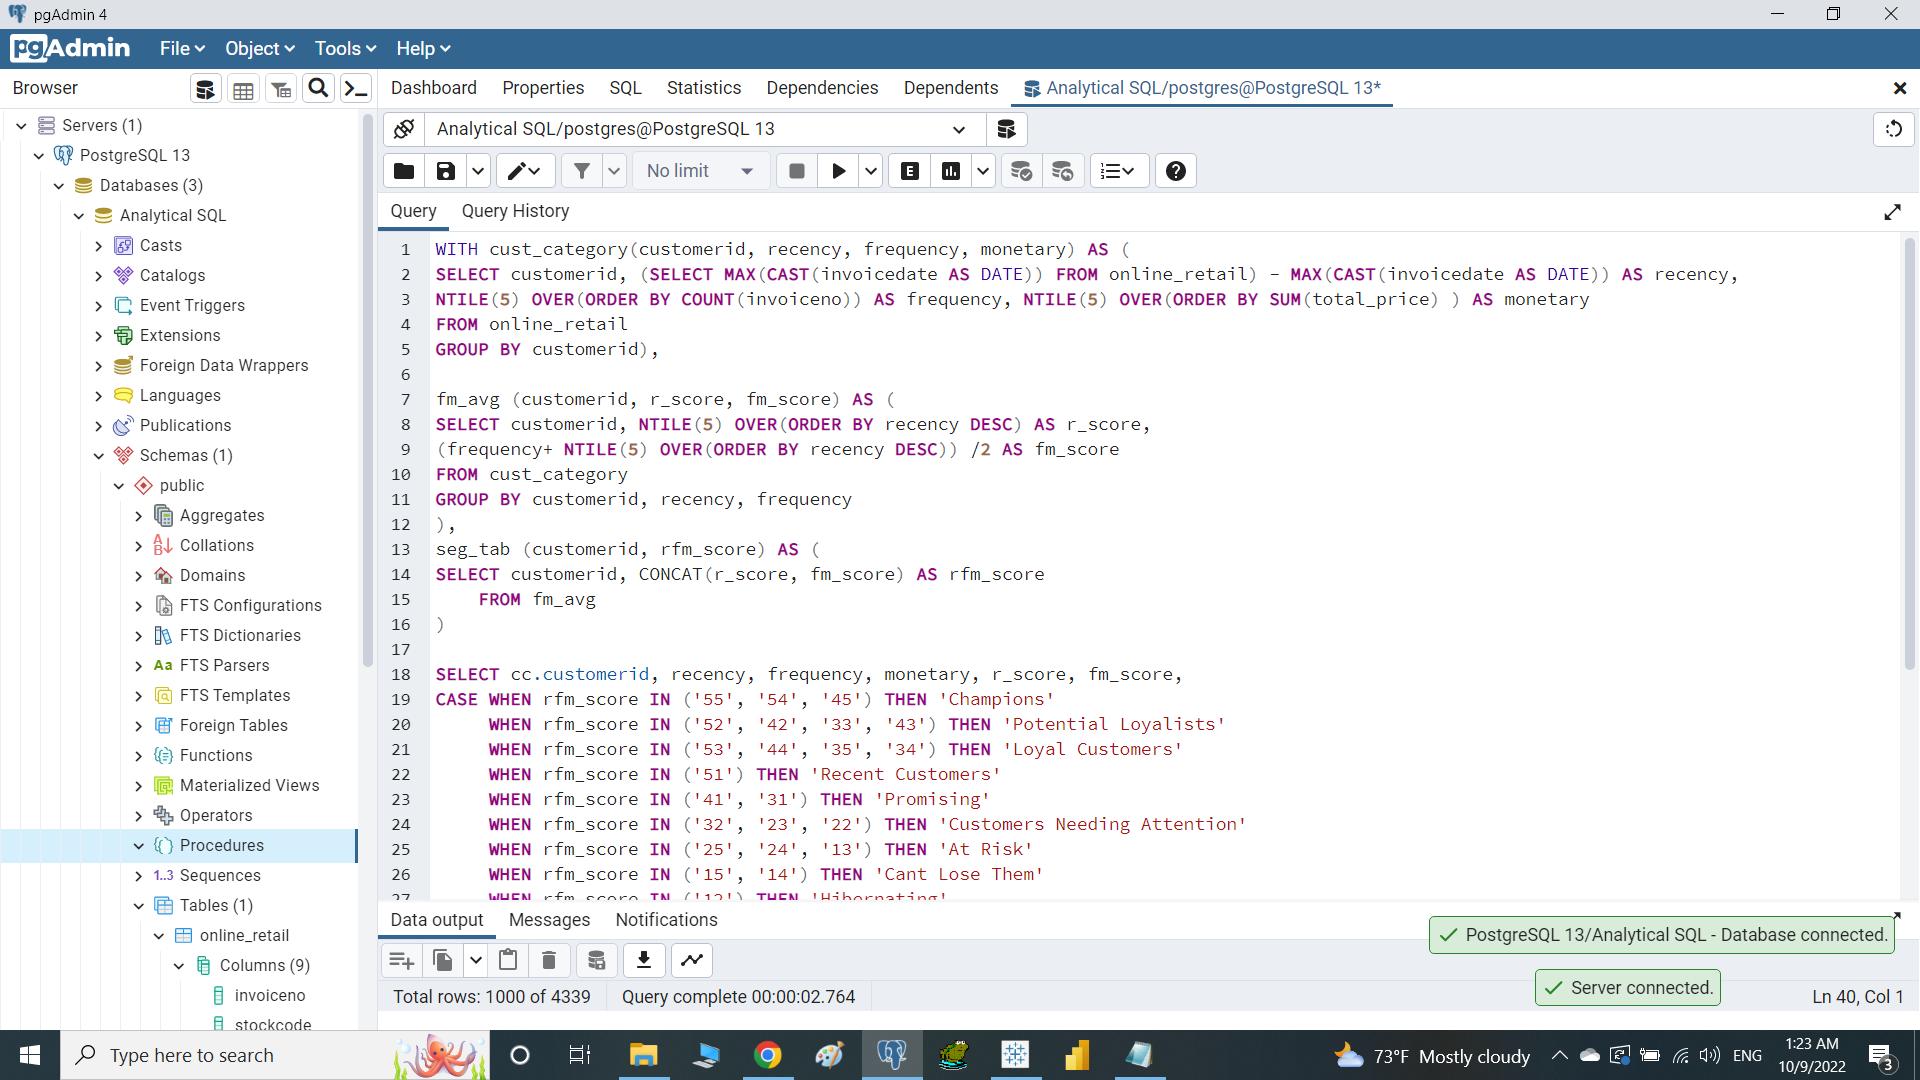 pgAdmin 4
pgAdmin File Object Tools Help
Browser
Dashboard Properties SQL Statistics Dependencies Dependents Analytical SQL/postgres@PostgreSQL 13*
Servers (1)
PostgreSQL 13
Databases (3)
Analytical SQL
Casts
Catalogs
Event Triggers
Extensions
Foreign Data Wrappers
Languages
Publications
Schemas (1)
public
Aggregates
Collations
Domains
FTS Configurations
FTS Dictionaries
Aa FTS Parsers
FTS Templates
Foreign Tables
Functions
Materialized Views
Operators
Procedures
1..3 Sequences
Tables (1)
online_retail
Columns (9)
invoiceno
stockcode
Analytical SQL/postgres@PostgreSQL 13
No limit
E
Query Query History
1 WITH cust_category(customerid, recency, frequency, monetary) AS (
2 SELECT customerid, (SELECT MAX(CAST(invoicedate AS DATE)) FROM online_retail) - MAX(CAST(invoicedate AS DATE)) AS recency,
3 NTILE(5) OVER(ORDER BY COUNT(invoiceno)) AS frequency, NTILE(5) OVER(ORDER BY SUM(total_price) ) AS monetary
4 FROM online_retail
5 GROUP BY customerid),
6
7 fm_avg (customerid, r_score, fm_score) AS (
8 SELECT customerid, NTILE(5) OVER(ORDER BY recency DESC) AS r_score,
9 (frequency+ NTILE(5) OVER(ORDER BY recency DESC)) /2 AS fm_score
10 FROM cust_category
11 GROUP BY customerid, recency, frequency
12 ),
13 seg_tab (customerid, rfm_score) AS (
14 SELECT customerid, CONCAT(r_score, fm_score) AS rfm_score
15 FROM fm_avg
16 )
17
18 SELECT cc.customerid, recency, frequency, monetary, r_score, fm_score,
19 CASE WHEN rfm_score IN ('55', '54', '45') THEN 'Champions'
20 WHEN rfm_score IN ('52', '42', '33', '43') THEN 'Potential Loyalists'
21 WHEN rfm_score IN ('53', '44', '35', '34') THEN 'Loyal Customers'
22 WHEN rfm_score IN ('51') THEN 'Recent Customers'
23 WHEN rfm_score IN ('41', '31') THEN 'Promising'
24 WHEN rfm_score IN ('32', '23', '22') THEN 'Customers Needing Attention'
25 WHEN rfm_score IN ('25', '24', '13') THEN 'At Risk'
26 WHEN rfm_score IN ('15', '14') THEN 'Cant Lose Them'
27 WHEN rfm_score IN ('12') THEN 'Hibernating'
Data output Messages Notifications
PostgreSQL 13/Analytical SQL - Database connected.
Server connected.
Total rows: 1000 of 4339 Query complete 00:00:02.764
Ln 40, Col 1
Type here to search
73°F Mostly cloudy
ENG
1:23 AM
10/9/2022
3